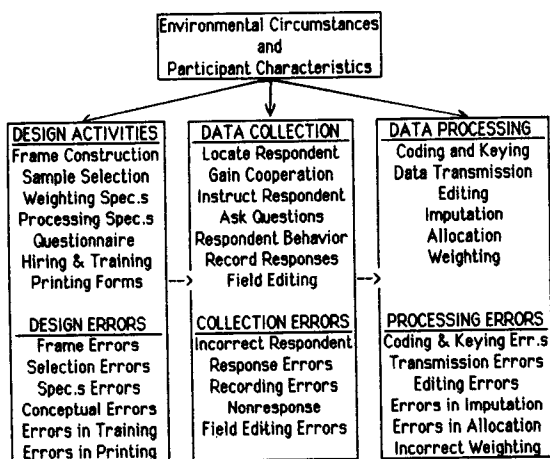 Environmental Circumstances
and
Participant Characteristics
DESIGN ACTIVITIES
Frame Construction
Sample Selection
Weighting Spec.s
Processing Spec.s
Questionnaire
Hiring & Training
Printing Forms
DESIGN ERRORS
Frame Errors
Selection Errors
Spec.s Errors
Conceptual Errors
Errors in Training
Errors in Printing
DATA COLLECTION
Locate Respondent
Gain Cooperation
Instruct Respondent
Ask Questions
Respondent Behavior
Record Responses
Field Editing
COLLECTION ERRORS
Incorrect Respondent
Response Errors
Recording Errors
Nonresponse
Field Editing Errors
DATA PROCESSING
Coding and Keying
Data Transmission
Editing
Imputation
Allocation
Weighting
PROCESSING ERRORS
Coding & Keying Err.s
Transmission Errors
Editing Errors
Errors in Imputation
Errors in Allocation
Incorrect Weighting